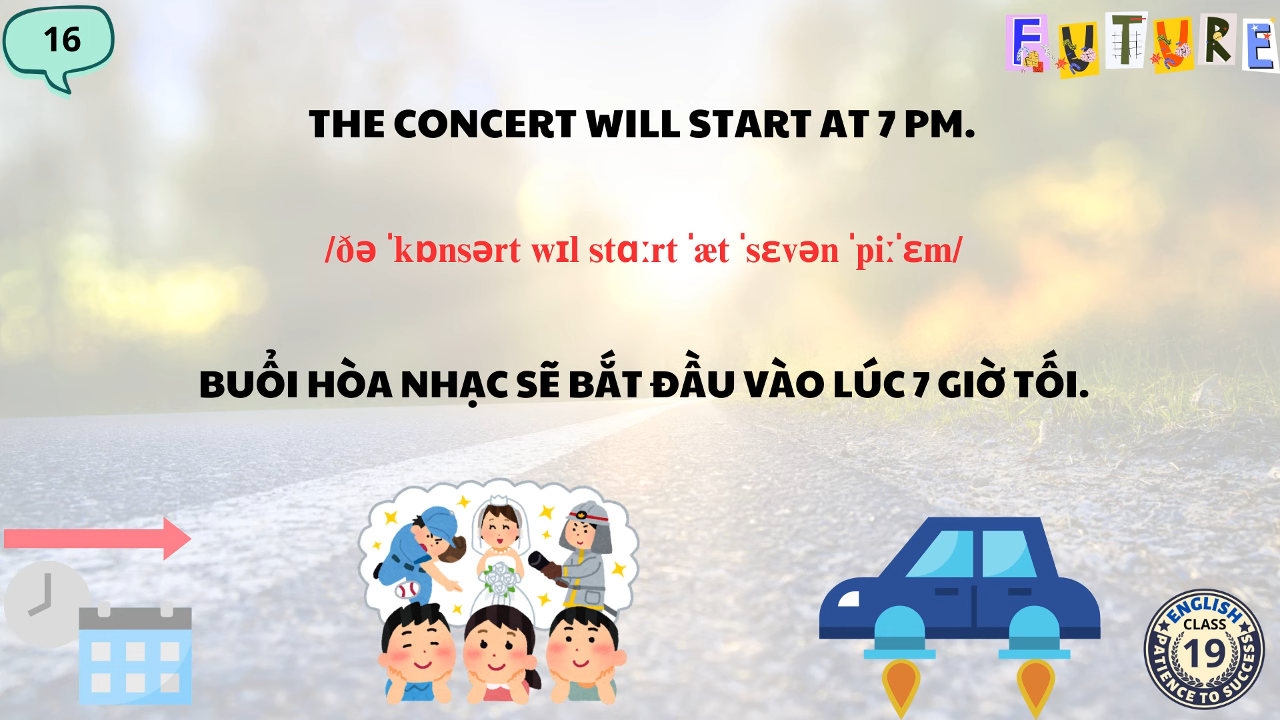 16
FUTURE
THE CONCERT WILL START AT 7 PM.
/ðə ˈkɒnsərt wɪl stɑːrt ˈæt ˈsɛvən ˈpiːˈɛm/
BUỔI HÒA NHẠC SẼ BẮT ĐẦU VÀO LÚC 7 GIỜ TỐI.
ENGLISH
CLASS
19
PATIENCE TO SUCCESS